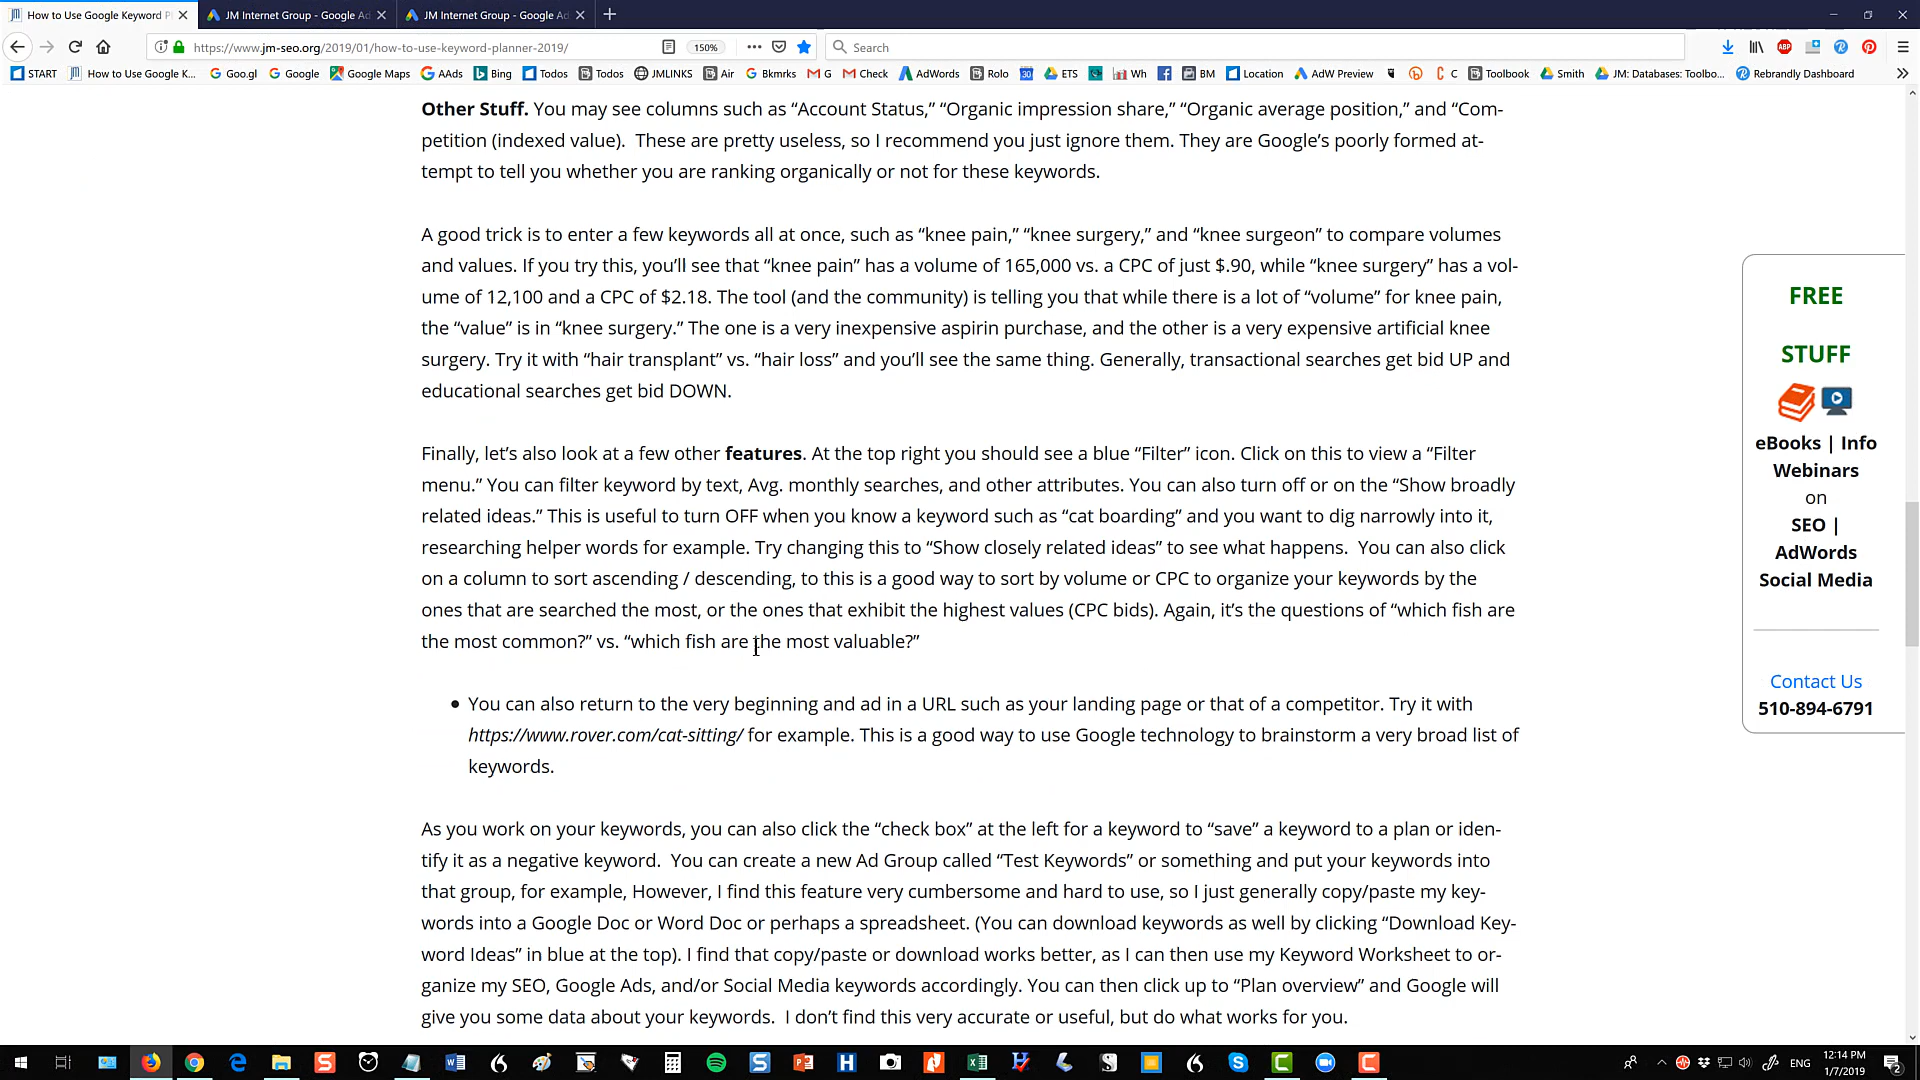 How to Use Google Keyword P
JM Internet Group - Google Ad
JM Internet Group - Google Ad
https://www.jm-seo.org/2019/01/how-to-use-keyword-planner-2019/
150%
Search
START
How to Use Google K...
Goo.gl
Google
Google Maps
AAds
Bing
Todos
Todos
JMLINKS
Air
Bkmrks
G
Check
AdWords
Rolo
ETS
Wh
BM
Location
AdW Preview
C
Toolbook
Smith
JM: Databases: Toolbo...
Rebrandly Dashboard
Other Stuff. You may see columns such as “Account Status,” “Organic impression share,” “Organic average position,” and “Com-
petition (indexed value).  These are pretty useless, so I recommend you just ignore them. They are Google’s poorly formed at-
tempt to tell you whether you are ranking organically or not for these keywords.
A good trick is to enter a few keywords all at once, such as “knee pain,” “knee surgery,” and “knee surgeon” to compare volumes
and values. If you try this, you’ll see that “knee pain” has a volume of 165,000 vs. a CPC of just $.90, while “knee surgery” has a vol-
ume of 12,100 and a CPC of $2.18. The tool (and the community) is telling you that while there is a lot of “volume” for knee pain,
the “value” is in “knee surgery.” The one is a very inexpensive aspirin purchase, and the other is a very expensive artificial knee
surgery. Try it with “hair transplant” vs. “hair loss” and you’ll see the same thing. Generally, transactional searches get bid UP and
educational searches get bid DOWN.
Finally, let’s also look at a few other features. At the top right you should see a blue “Filter” icon. Click on this to view a “Filter
menu.” You can filter keyword by text, Avg. monthly searches, and other attributes. You can also turn off or on the “Show broadly
related ideas.” This is useful to turn OFF when you know a keyword such as “cat boarding” and you want to dig narrowly into it,
researching helper words for example. Try changing this to “Show closely related ideas” to see what happens.  You can also click
on a column to sort ascending / descending, to this is a good way to sort by volume or CPC to organize your keywords by the
ones that are searched the most, or the ones that exhibit the highest values (CPC bids). Again, it’s the questions of “which fish are
the most common?” vs. “which fish are the most valuable?”
You can also return to the very beginning and ad in a URL such as your landing page or that of a competitor. Try it with
https://www.rover.com/cat-sitting/ for example. This is a good way to use Google technology to brainstorm a very broad list of
keywords.
As you work on your keywords, you can also click the “check box” at the left for a keyword to “save” a keyword to a plan or iden-
tify it as a negative keyword.  You can create a new Ad Group called “Test Keywords” or something and put your keywords into
that group, for example, However, I find this feature very cumbersome and hard to use, so I just generally copy/paste my key-
words into a Google Doc or Word Doc or perhaps a spreadsheet. (You can download keywords as well by clicking “Download Key-
word Ideas” in blue at the top). I find that copy/paste or download works better, as I can then use my Keyword Worksheet to or-
ganize my SEO, Google Ads, and/or Social Media keywords accordingly. You can then click up to “Plan overview” and Google will
give you some data about your keywords.  I don’t find this very accurate or useful, but do what works for you.
FREE
STUFF
eBooks | Info
Webinars
on
SEO |
AdWords
Social Media
Contact Us
510-894-6791
ENG
12:14 PM
1/7/2019